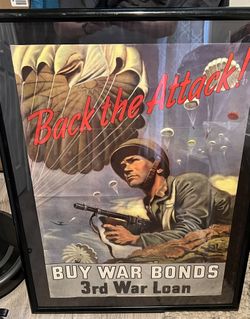 Back the Attack!
BUY WAR BONDS
3rd War Loan